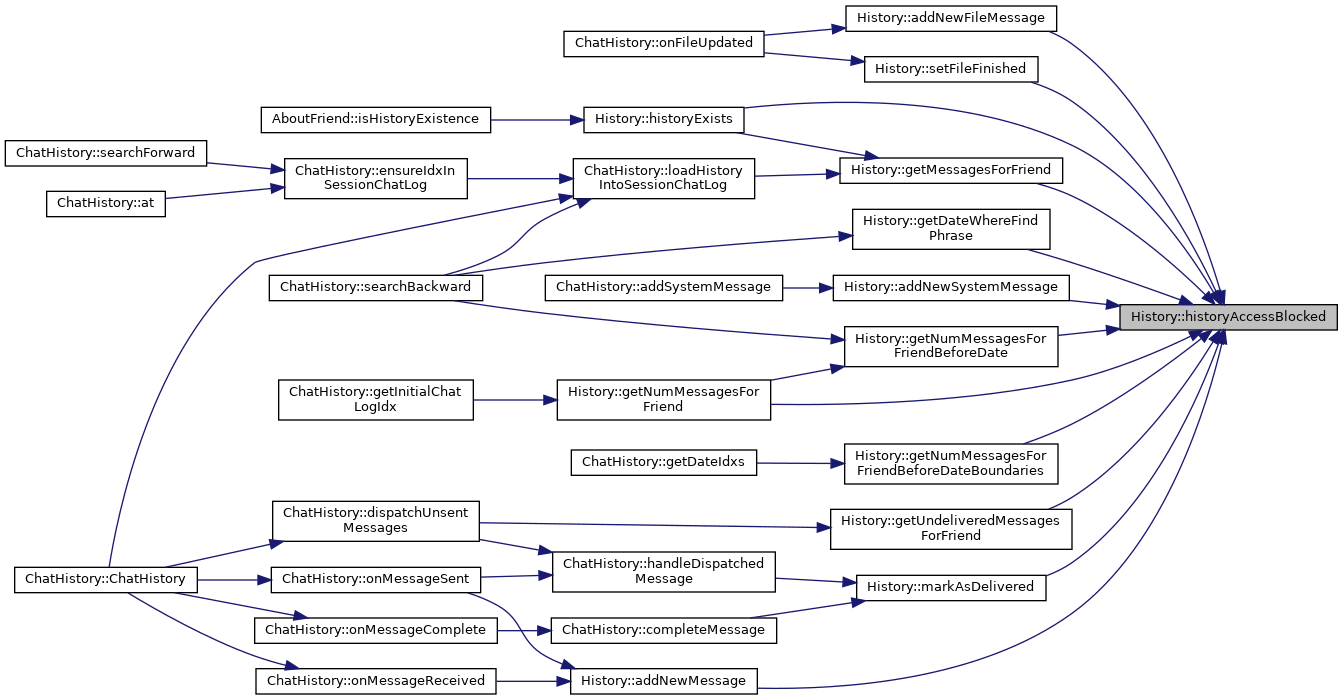 History::addNewFileMessage
ChatHistory::onFileUpdated
History::setFileFinished
AboutFriend::isHistoryExistence
History::historyExists
ChatHistory::searchForward
ChatHistory::ensureIdxIn
SessionChatLog
ChatHistory::loadHistory
IntoSessionChatLog
History::getMessagesForFriend
ChatHistory::at
History::getDateWhereFind
Phrase
ChatHistory::searchBackward
ChatHistory::addSystemMessage
History::addNewSystemMessage
History::historyAccessBlocked
History::getNumMessagesFor
FriendBeforeDate
ChatHistory::getInitialChat
LogIdx
History::getNumMessagesFor
Friend
ChatHistory::getDateIdxs
History::getNumMessagesFor
FriendBeforeDateBoundaries
ChatHistory::dispatchUnsent
Messages
History::getUndeliveredMessages
ForFriend
ChatHistory::ChatHistory
ChatHistory::onMessageSent
ChatHistory::handleDispatched
Message
History::markAsDelivered
ChatHistory::onMessageComplete
ChatHistory::completeMessage
ChatHistory::onMessageReceived
History::addNewMessage